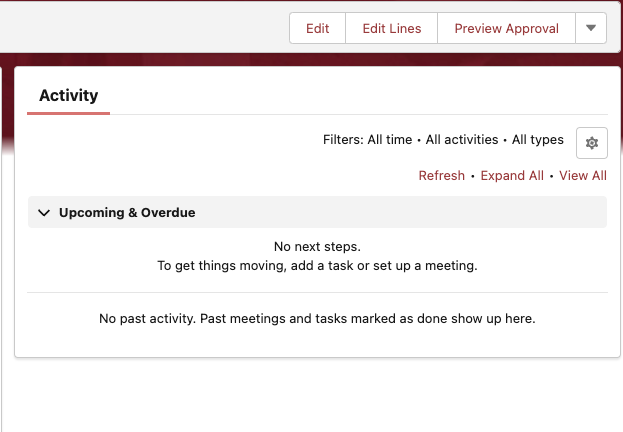 Edit Edit Lines Preview Approval
Activity
Filters: All time • All activities • All types
Refresh • Expand All • View All
Upcoming & Overdue
No next steps.
To get things moving, add a task or set up a meeting.
No past activity. Past meetings and tasks marked as done show up here.